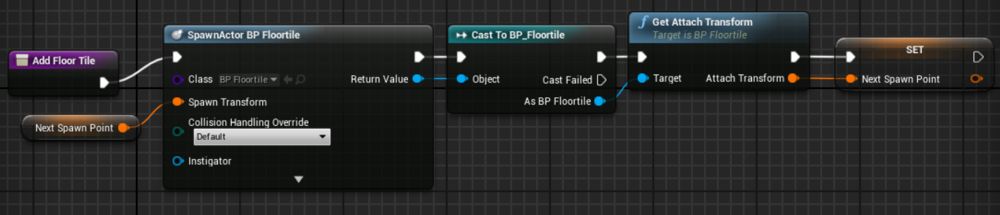 Add Floor Tile
Next Spawn Point
SpawnActor BP Floortile
Class BP Floortile Return Value
Spawn Transform
Collision Handling Override
Default
Instigator
Cast To BP_Floortile
Object Cast Failed
As BP Floortile
f Get Attach Transform
Target is BP Floortile
Target Attach Transform
SET
Next Spawn Point